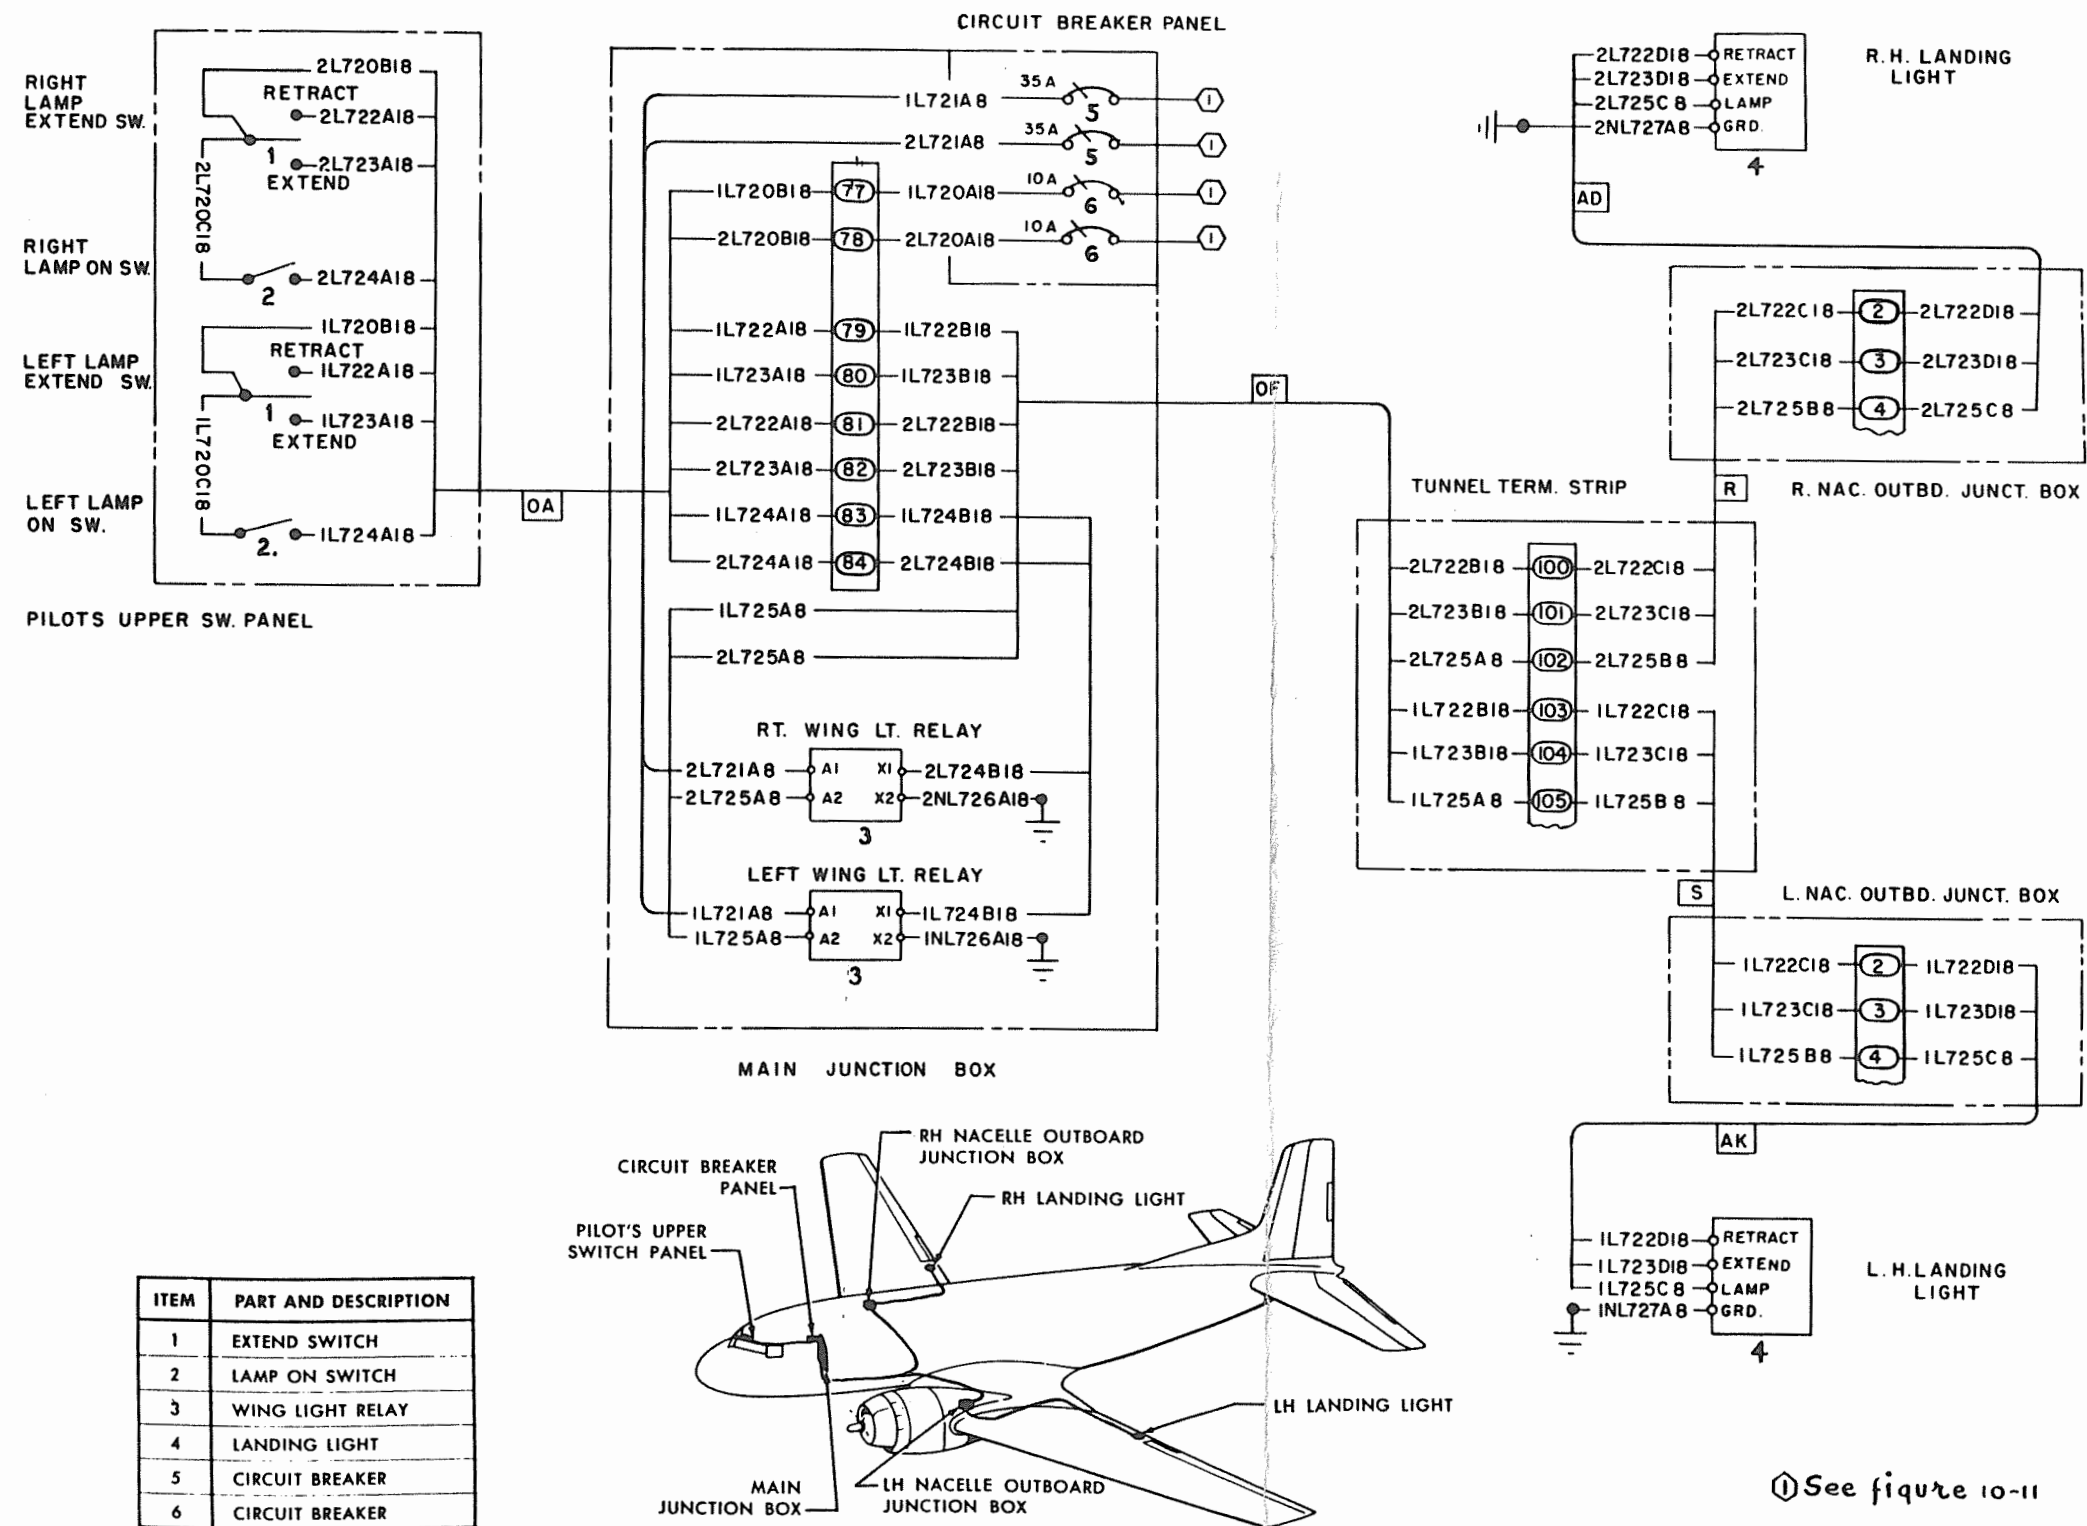 CIRCUIT BREAKER PANEL
RIGHT
LAMP
EXTEND SW.
2L720B18
RETRACT
2L722A18
1
2L723A18
EXTEND
2L720C18
RIGHT
LAMP ON SW.
2L724A18
2
1L720B18
RETRACT
LEFT LAMP
EXTEND SW.
1L722A18
1
1L723A18
EXTEND
1L720C18
LEFT LAMP
ON SW.
1L724A18
2.
PILOTS UPPER SW. PANEL
OA
1L721A8
35A
5
1
2L721A8
35A
5
1
1L720B18
77
1L720A18
10A
6
1
2L720B18
78
2L720A18
10A
6
1
1L722A18
79
1L722B18
1L723A18
80
1L723B18
2L722A18
81
2L722B18
2L723A18
82
2L723B18
1L724A18
83
1L724B18
2L724A18
84
2L724B18
1L725A8
2L725A8
RT. WING LT. RELAY
2L721A8
A1
X1
2L724B18
2L725A8
A2
X2
2NL726A18
3
LEFT WING LT. RELAY
1L721A8
A1
X1
1L724B18
1L725A8
A2
X2
1NL726A18
3
MAIN JUNCTION BOX
OF
2L722D18
RETRACT
2L723D18
EXTEND
2L725C8
LAMP
2NL727A8
GRD.
4
R.H. LANDING
LIGHT
AD
2L722C18
2
2L722D18
2L723C18
3
2L723D18
2L725B8
4
2L725C8
R
R. NAC. OUTBD. JUNCT. BOX
TUNNEL TERM. STRIP
2L722B18
100
2L722C18
2L723B18
101
2L723C18
2L725A8
102
2L725B8
1L722B18
103
1L722C18
1L723B18
104
1L723C18
1L725A8
105
1L725B8
S
L. NAC. OUTBD. JUNCT. BOX
1L722C18
2
1L722D18
1L723C18
3
1L723D18
1L725B8
4
1L725C8
AK
1L722D18
RETRACT
1L723D18
EXTEND
1L725C8
LAMP
1NL727A8
GRD.
4
L.H. LANDING
LIGHT
RH NACELLE OUTBOARD
JUNCTION BOX
CIRCUIT BREAKER
PANEL
RH LANDING LIGHT
PILOT'S UPPER
SWITCH PANEL
LH LANDING LIGHT
MAIN
JUNCTION BOX
LH NACELLE OUTBOARD
JUNCTION BOX
ITEM PART AND DESCRIPTION
1 EXTEND SWITCH
2 LAMP ON SWITCH
3 WING LIGHT RELAY
4 LANDING LIGHT
5 CIRCUIT BREAKER
6 CIRCUIT BREAKER
1 See figure 10-11